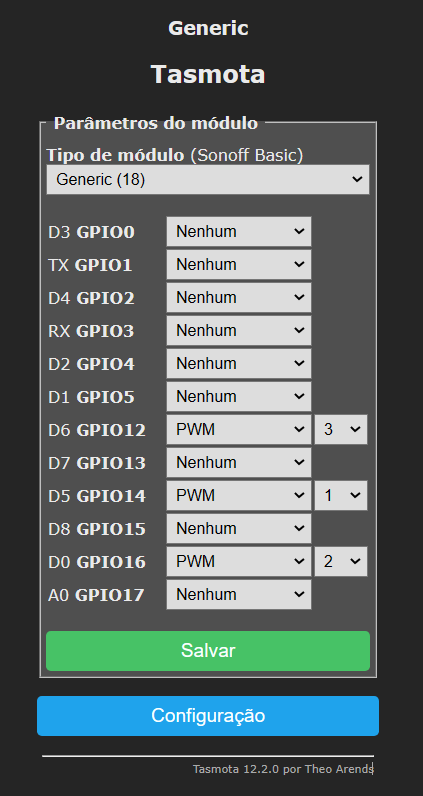 Generic
Tasmota
Parâmetros do módulo
Tipo de módulo (Sonoff Basic)
Generic (18)
D3 GPIO0 Nenhum
TX GPIO1 Nenhum
D4 GPIO2 Nenhum
RX GPIO3 Nenhum
D2 GPIO4 Nenhum
D1 GPIO5 Nenhum
D6 GPIO12 PWM 3
D7 GPIO13 Nenhum
D5 GPIO14 PWM 1
D8 GPIO15 Nenhum
D0 GPIO16 PWM 2
A0 GPIO17 Nenhum
Salvar
Configuração
Tasmota 12.2.0 por Theo Arends